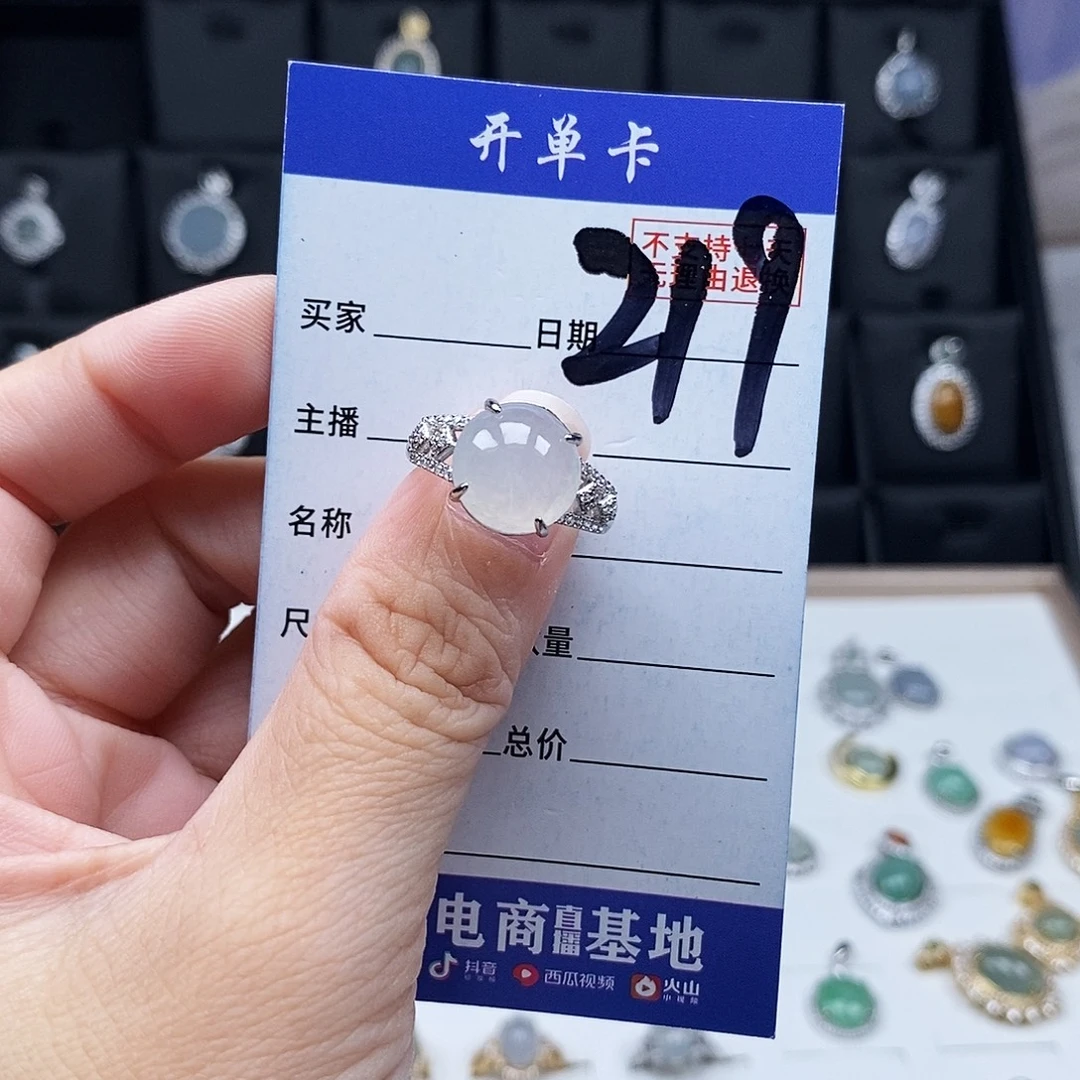 开单卡
不支持七天
无理由退换
219
买家
日期
主播
名称
尺
量
总价
电商直播基地
抖音
西瓜视频
火山